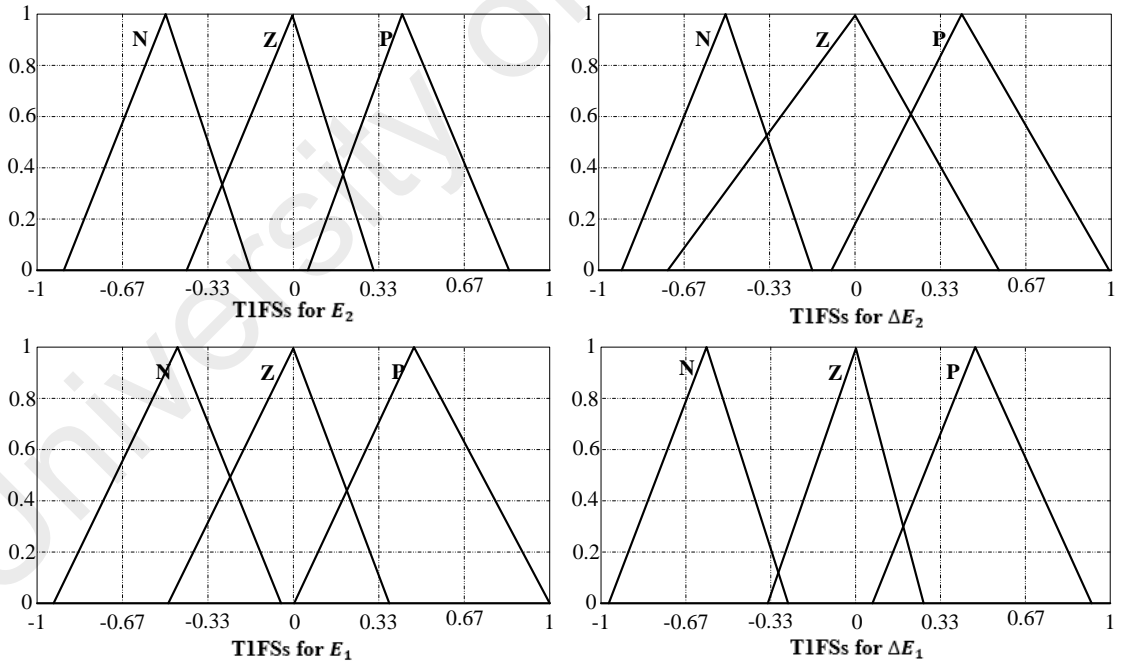 1
0.8
0.6
0.4
0.2
0
N
Z
P
-1 -0.67 -0.33 0 0.33 0.67 1
T1FSs for E₂
1
0.8
0.6
0.4
0.2
0
N
Z
P
-1 -0.67 -0.33 0 0.33 0.67 1
T1FSs for ΔE₂
1
0.8
0.6
0.4
0.2
0
N
Z
P
-1 -0.67 -0.33 0 0.33 0.67 1
T1FSs for E₁
1
0.8
0.6
0.4
0.2
0
N
Z
P
-1 -0.67 -0.33 0 0.33 0.67 1
T1FSs for ΔE₁
University of